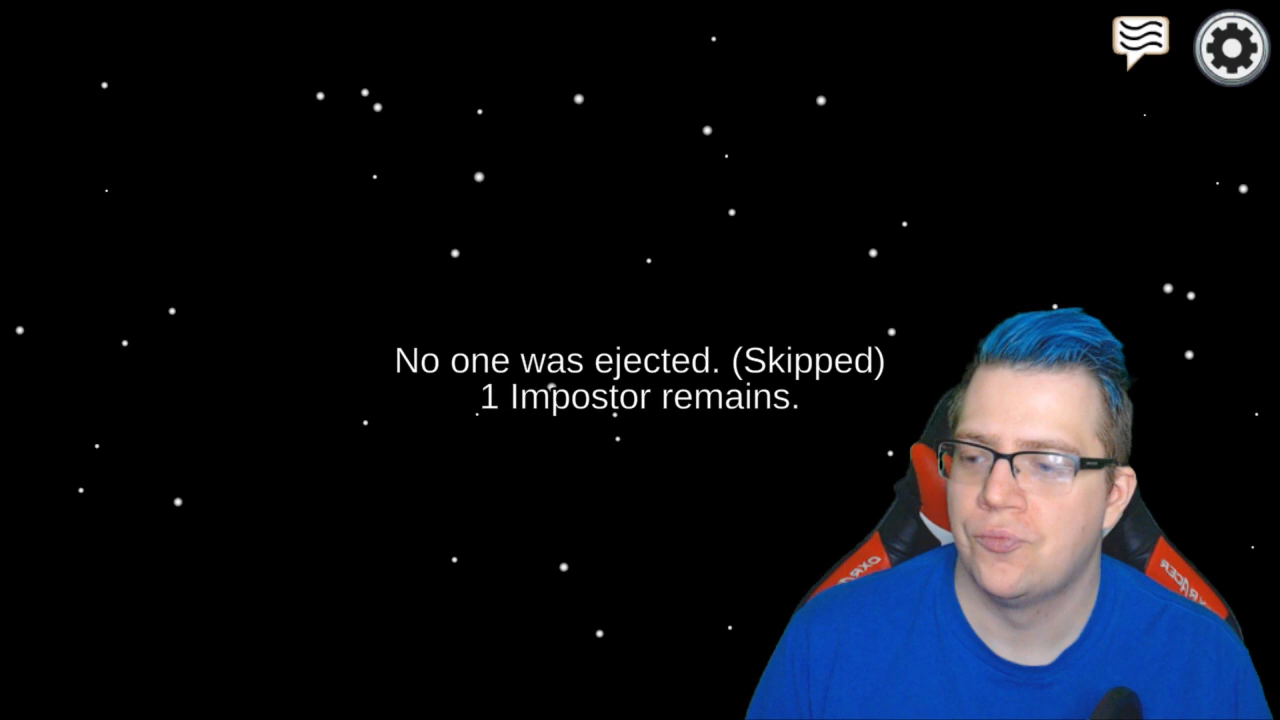 No one was ejected. (Skipped)
1 Impostor remains.